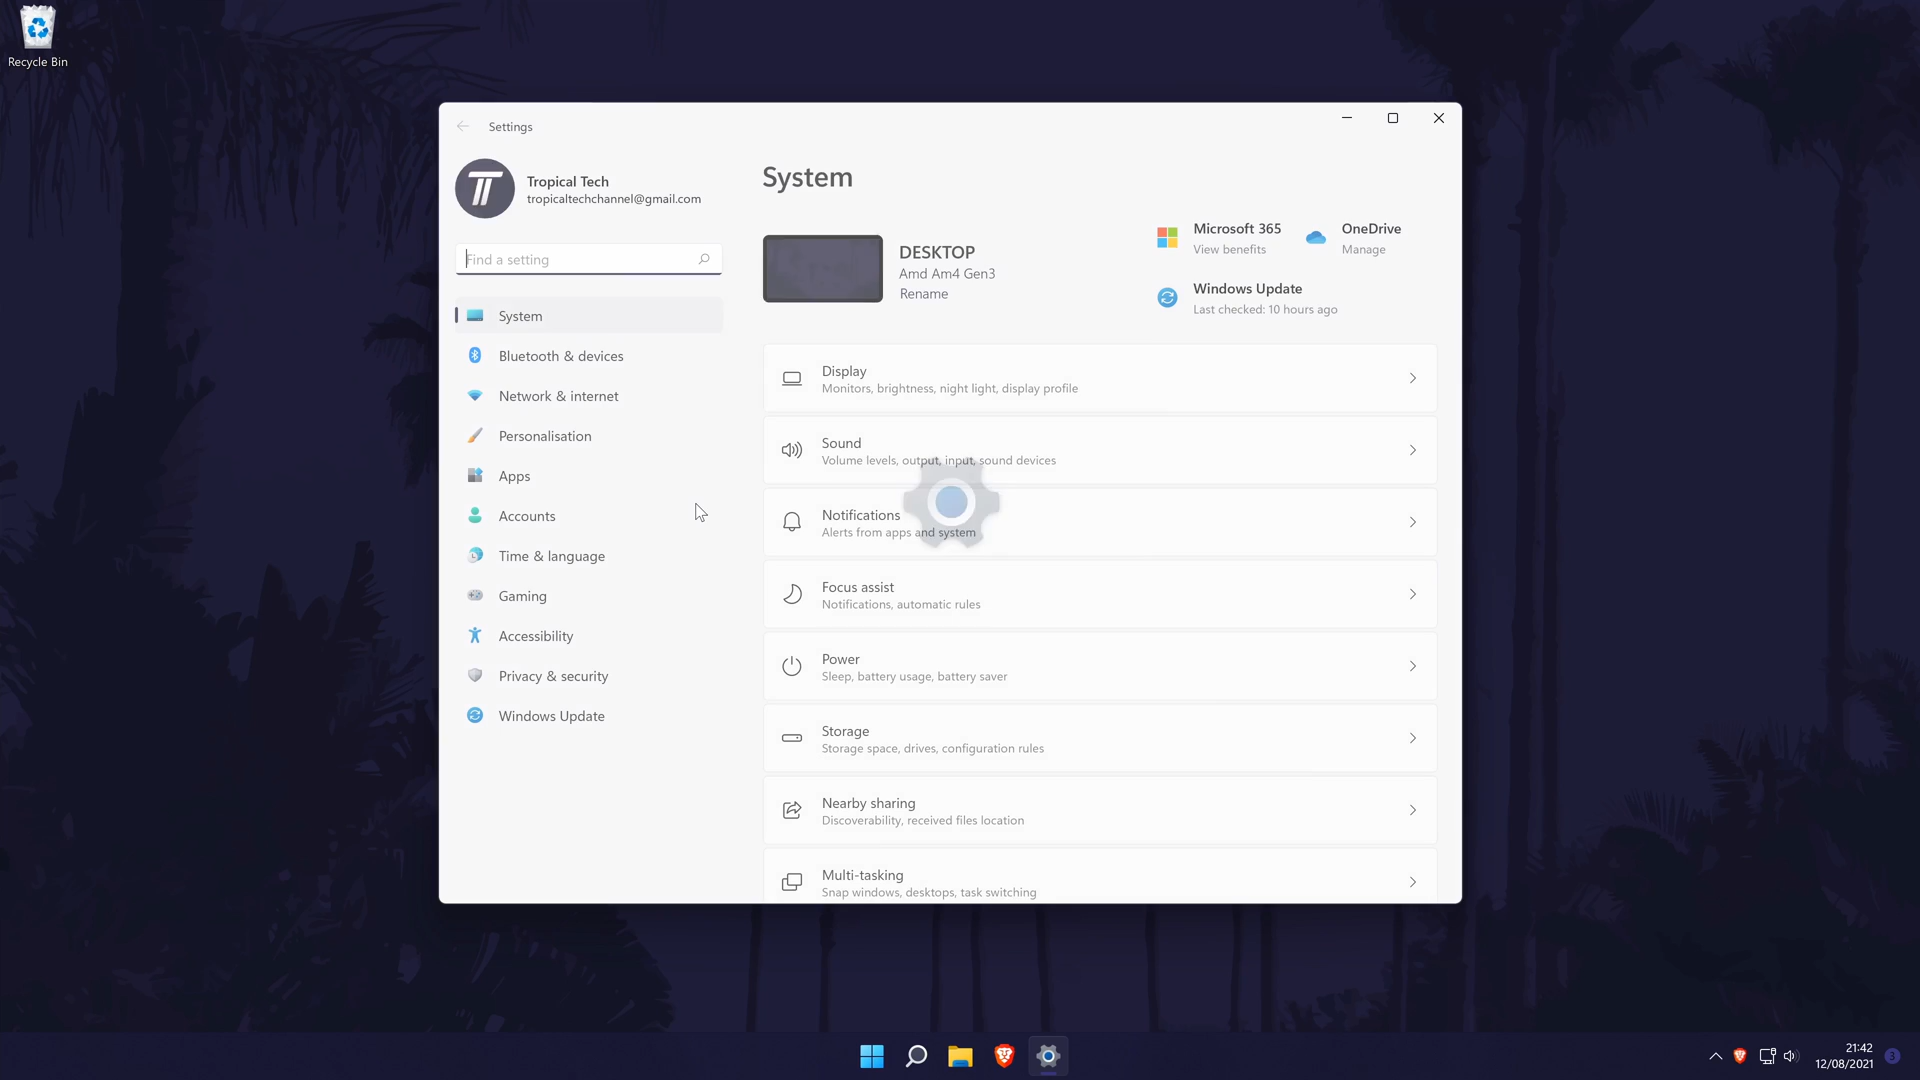 Recycle Bin
Settings
Tropical Tech
tropicaltechchannel@gmail.com
Find a setting
System
Bluetooth & devices
Network & internet
Personalisation
Apps
Accounts
Time & language
Gaming
Accessibility
Privacy & security
Windows Update
System
DESKTOP
Amd Am4 Gen3
Rename
Microsoft 365
View benefits
OneDrive
Manage
Windows Update
Last checked: 10 hours ago
Display
Monitors, brightness, night light, display profile
Sound
Volume levels, output, input, sound devices
Notifications
Alerts from apps and system
Focus assist
Notifications, automatic rules
Power
Sleep, battery usage, battery saver
Storage
Storage space, drives, configuration rules
Nearby sharing
Discoverability, received files location
Multi-tasking
Snap windows, desktops, task switching
21:42
12/08/2021
3